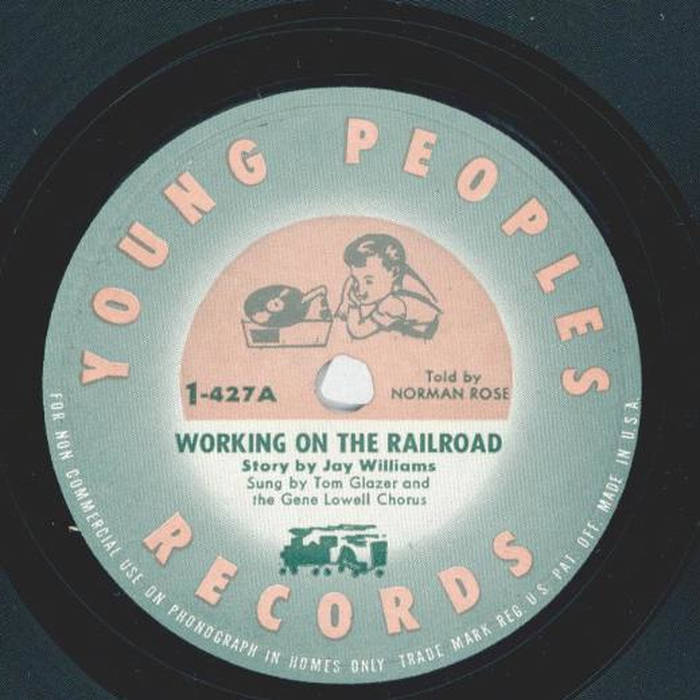 YOUNG PEOPLES
1-427A
Told by
NORMAN ROSE
WORKING ON THE RAILROAD
Story by Jay Williams
Sung by Tom Glazer and
the Gene Lowell Chorus
RECORDS
FOR NON COMMERCIAL USE ON PHONOGRAPH IN HOMES ONLY TRADE MARK REG. U.S. PAT. OFF. MADE IN U.S.A.